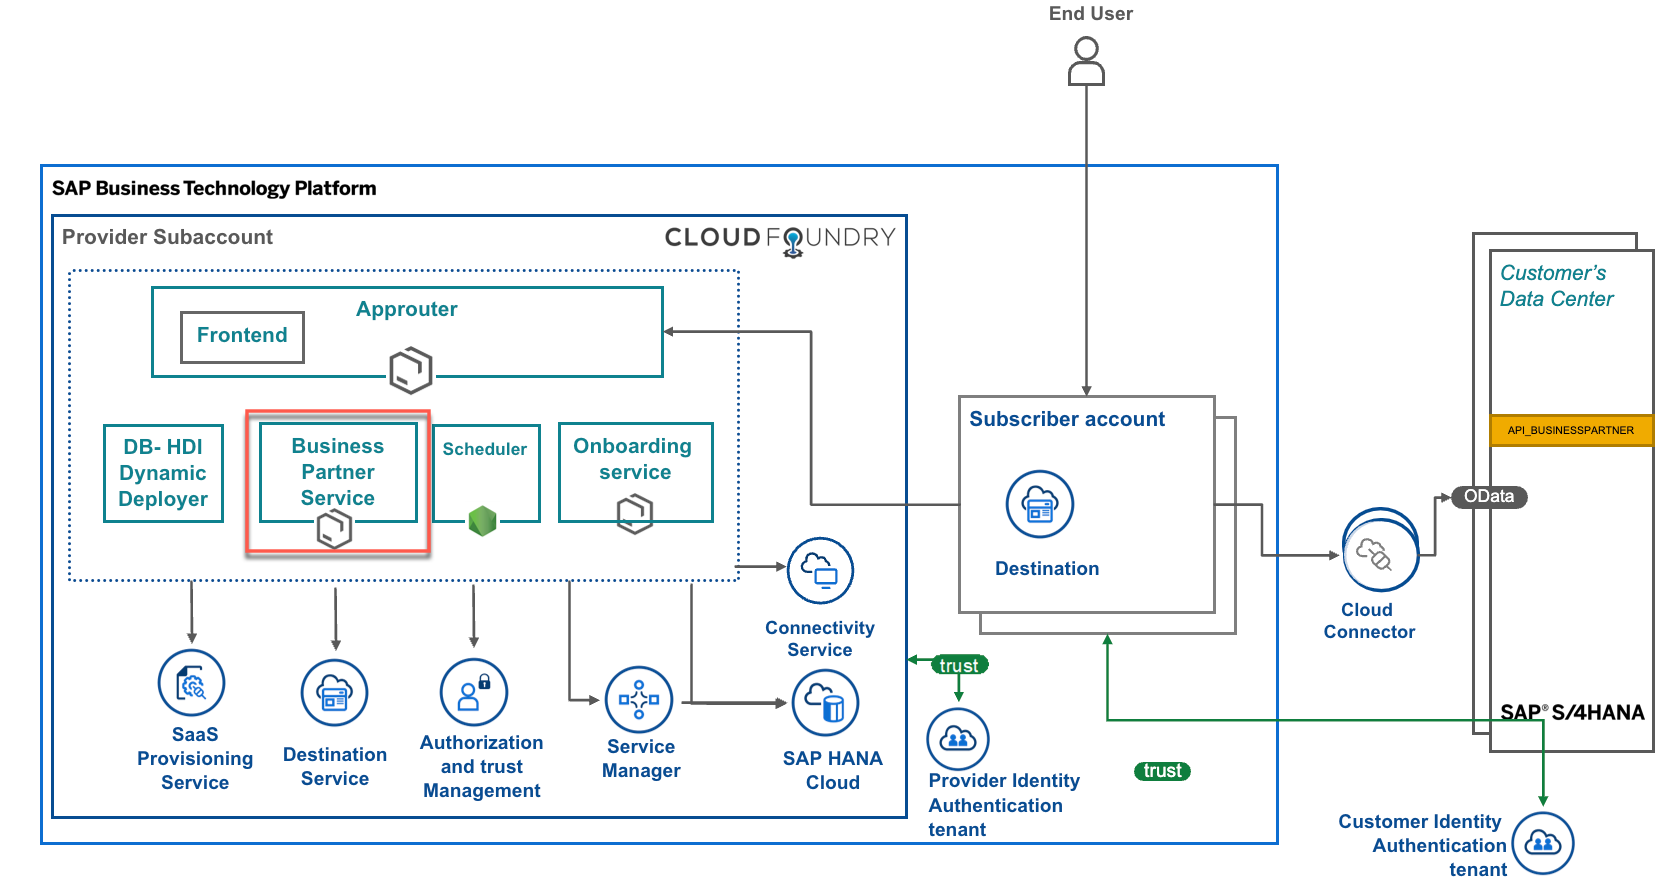 End User
SAP Business Technology Platform
Provider Subaccount
CLOUD FOUNDRY
Approuter
Frontend
DB- HDI
Dynamic
Deployer
Business
Partner
Service
Scheduler
Onboarding
service
Subscriber account
Destination
Customer's
Data Center
API_BUSINESSPARTNER
OData
Cloud
Connector
Connectivity
Service
trust
SaaS
Provisioning
Service
Destination
Service
Authorization
and trust
Management
Service
Manager
SAP HANA
Cloud
Provider Identity
Authentication
tenant
trust
SAP® S/4HANA
Customer Identity
Authentication
tenant